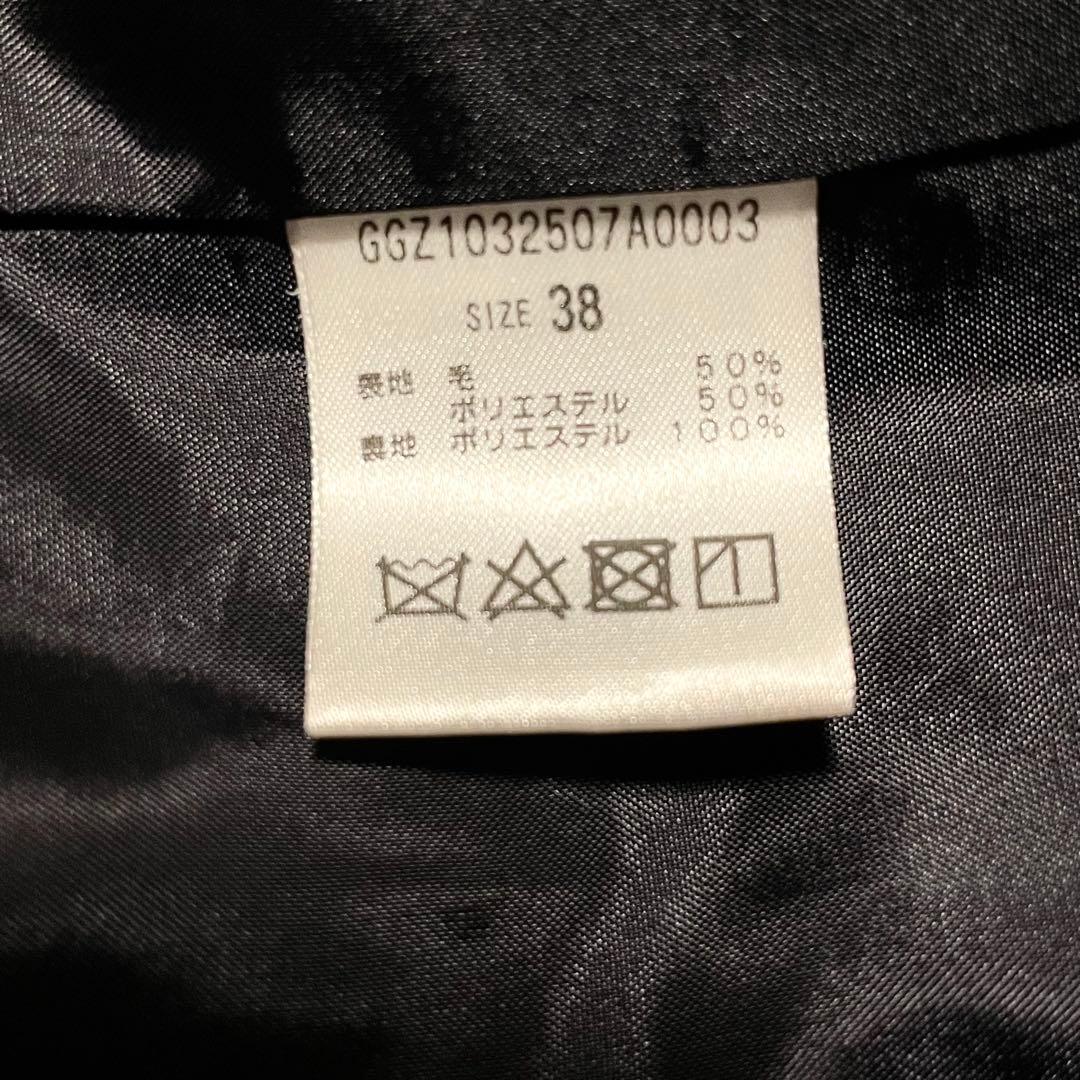 GGZ1032507A0003
SIZE 38
表地 毛 50%
ポリエステル 50%
裏地 ポリエステル 100%